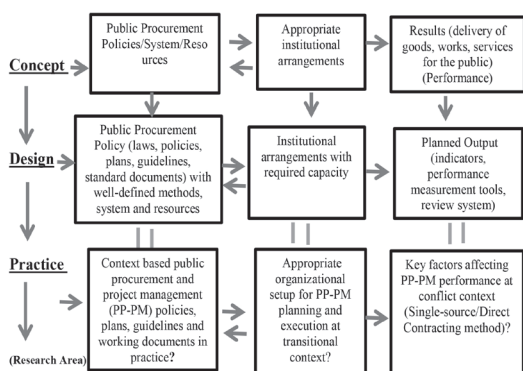 Public Procurement
Policies/System/Reso
urces
Appropriate
institutional
arrangements
Results (delivery of
goods, works, services
for the public)
(Performance)
Concept
Public Procurement
Policy (laws, policies,
plans, guidelines,
standard documents) with
well-defined methods,
system and resources
Institutional
arrangements with
required capacity
Planned Output
(indicators,
performance
measurement tools,
review system)
Design
Practice
Context based public
procurement and
project management
(PP-PM) policies,
plans, guidelines and
working documents in
practice?
Appropriate
organizational
setup for PP-PM
planning and
execution at
transitional
context?
Key factors affecting
PP-PM performance at
conflict context
(Single-source/Direct
Contracting method)?
(Research Area)